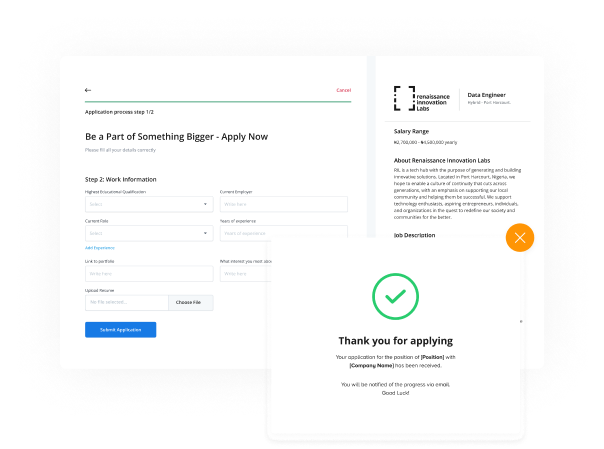 ←
Cancel
Application process step 1/2
Be a Part of Something Bigger - Apply Now
Please fill all your details correctly
Step 2: Work Information
Highest Educational Qualification
Current Employer
Select
Write here
Current Role
Years of experience
Select
Years of experience
Add Experience
Link to portfolio
What interest you most about
Write here
Write here
Upload Resume
No file selected...
Choose File
Submit Application
renaissance
innovation
Labs
Data Engineer
Hybrid - Port Harcourt
Salary Range
₦2,700,000 - ₦4,500,000 yearly
About Renaissance Innovation Labs
RIL is a tech hub with the purpose of generating and building
innovative solutions. Located in Port Harcourt, Nigeria, we
hope to enable a culture of continuity that cuts across
generations, with an emphasis on supporting our local
community and helping them be successful. We support
technology enthusiasts, aspiring entrepreneurs, individuals,
and organizations in the quest to redefine our society and
communities for the better.
Job Description
Thank you for applying
Your application for the position of [Position] with
[Company Name] has been received.
You will be notified of the progress via email.
Good Luck!